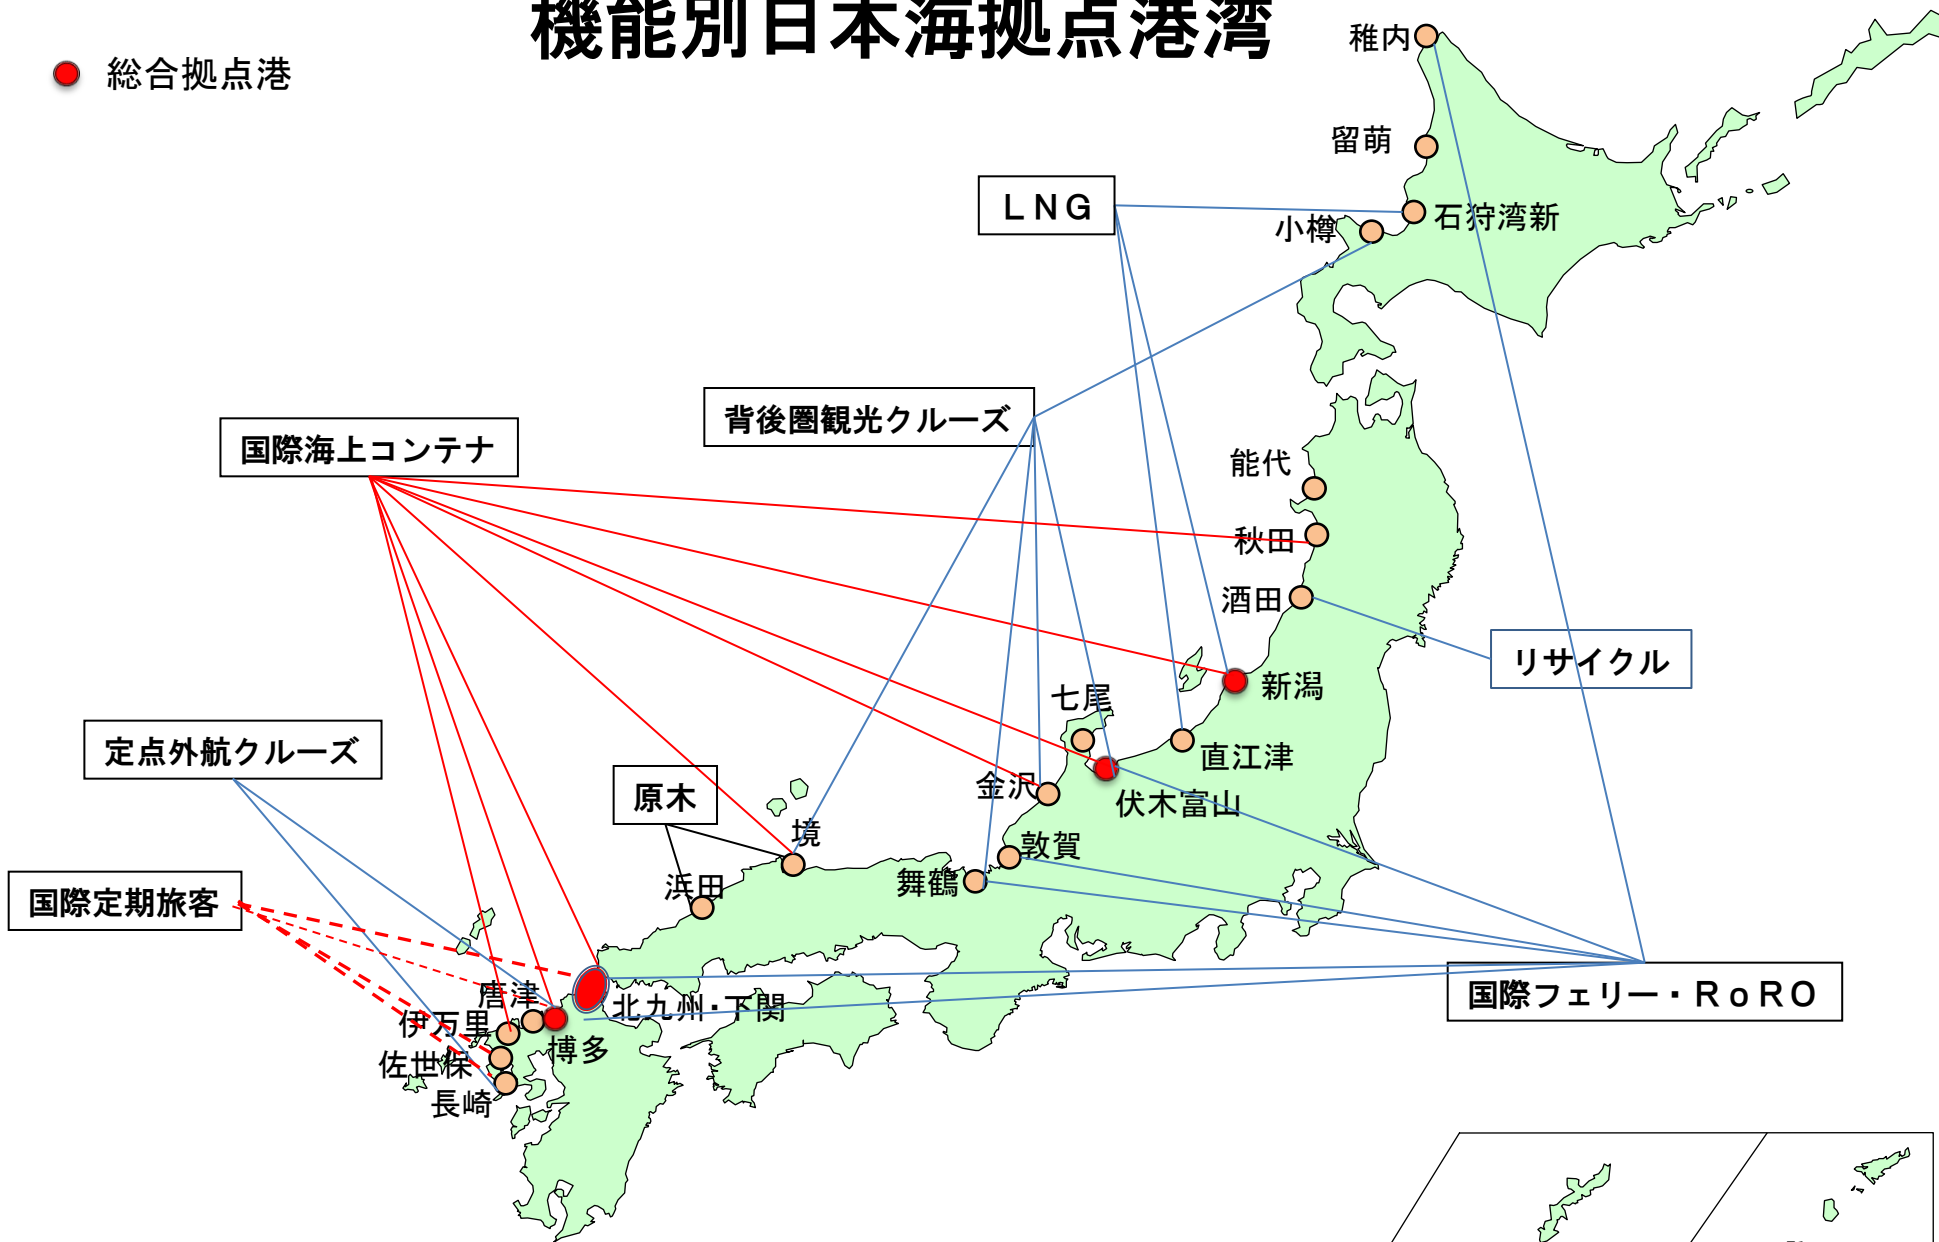 機能別日本海拠点港湾
総合拠点港
稚内
留萌
LNG
石狩湾新
小樽
背後圏観光クルーズ
国際海上コンテナ
能代
秋田
酒田
リサイクル
新潟
七尾
定点外航クルーズ
直江津
金沢
原木
伏木富山
境
敦賀
舞鶴
浜田
国際定期旅客
国際フェリー・RoRO
唐津
北九州・下関
伊万里
博多
佐世保
長崎